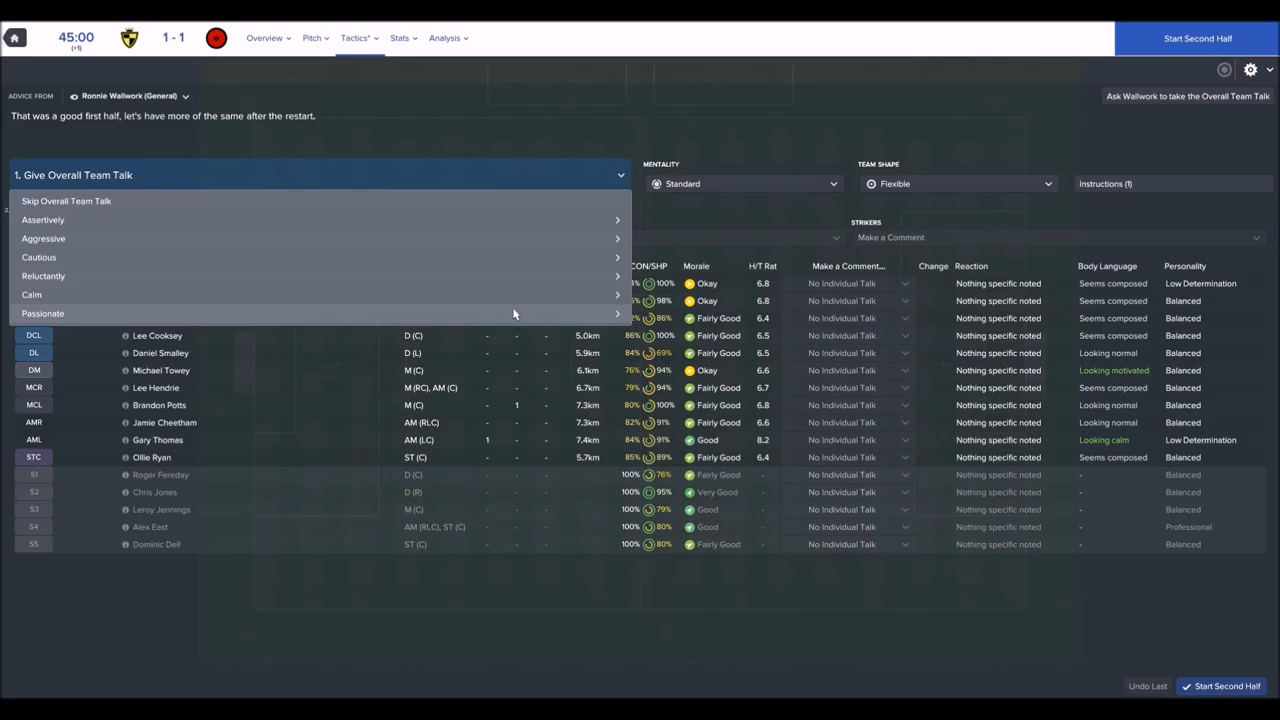 45:00 1 - 1 Overview Pitch Tactics* Stats Analysis Start Second Half
(+1)
ADVICE FROM Ronnie Wallwork (General) Ask Wallwork to take the Overall Team Talk
That was a good first half, let's have more of the same after the restart.
MENTALITY TEAM SHAPE
1. Give Overall Team Talk Standard Flexible Instructions (1)
Skip Overall Team Talk
2.
Assertively STRIKERS
Aggressive Make a Comment
Cautious
CON/SHP Morale H/T Rat Make a Comment... Change Reaction Body Language Personality
Reluctantly
100% Okay 6.8 No Individual Talk Nothing specific noted Seems composed Low Determination
Calm
98% Okay 6.8 No Individual Talk Nothing specific noted Seems composed Balanced
Passionate 86% Fairly Good 6.4 No Individual Talk Nothing specific noted Seems composed Balanced
DCL Lee Cooksey D (C) - - - 5.0km 86% 100% Fairly Good 6.5 No Individual Talk Nothing specific noted Seems composed Balanced
DL Daniel Smalley D (L) - - - 5.9km 84% 69% Fairly Good 6.5 No Individual Talk Nothing specific noted Looking normal Balanced
DM Michael Towey M (C) - - - 6.1km 76% 94% Okay 6.6 No Individual Talk Nothing specific noted Looking motivated Balanced
MCR Lee Hendrie M (RC), AM (C) - - - 6.7km 79% 94% Fairly Good 6.7 No Individual Talk Nothing specific noted Seems composed Balanced
MCL Brandon Potts M (C) - 1 - 7.3km 80% 100% Fairly Good 6.8 No Individual Talk Nothing specific noted Looking normal Balanced
AMR Jamie Cheetham AM (RLC) - - - 7.3km 82% 91% Fairly Good 6.6 No Individual Talk Nothing specific noted Looking normal Balanced
AML Gary Thomas AM (LC) 1 - - 7.4km 84% 91% Good 8.2 No Individual Talk Nothing specific noted Looking calm Low Determination
STC Ollie Ryan ST (C) - - - 5.7km 85% 89% Fairly Good 6.4 No Individual Talk Nothing specific noted Seems composed Balanced
S1 Roger Fereday D (C) - - - 100% 76% Fairly Good - No Individual Talk Nothing specific noted - Balanced
S2 Chris Jones D (R) - - - 100% 95% Very Good - No Individual Talk Nothing specific noted - Balanced
S3 Leroy Jennings M (C) - - - 100% 79% Good - No Individual Talk Nothing specific noted - Balanced
S4 Alex East AM (RLC), ST (C) - - - 100% 80% Good - No Individual Talk Nothing specific noted - Professional
S5 Dominic Dell ST (C) - - - 100% 80% Fairly Good - No Individual Talk Nothing specific noted - Balanced
Undo Last Start Second Half